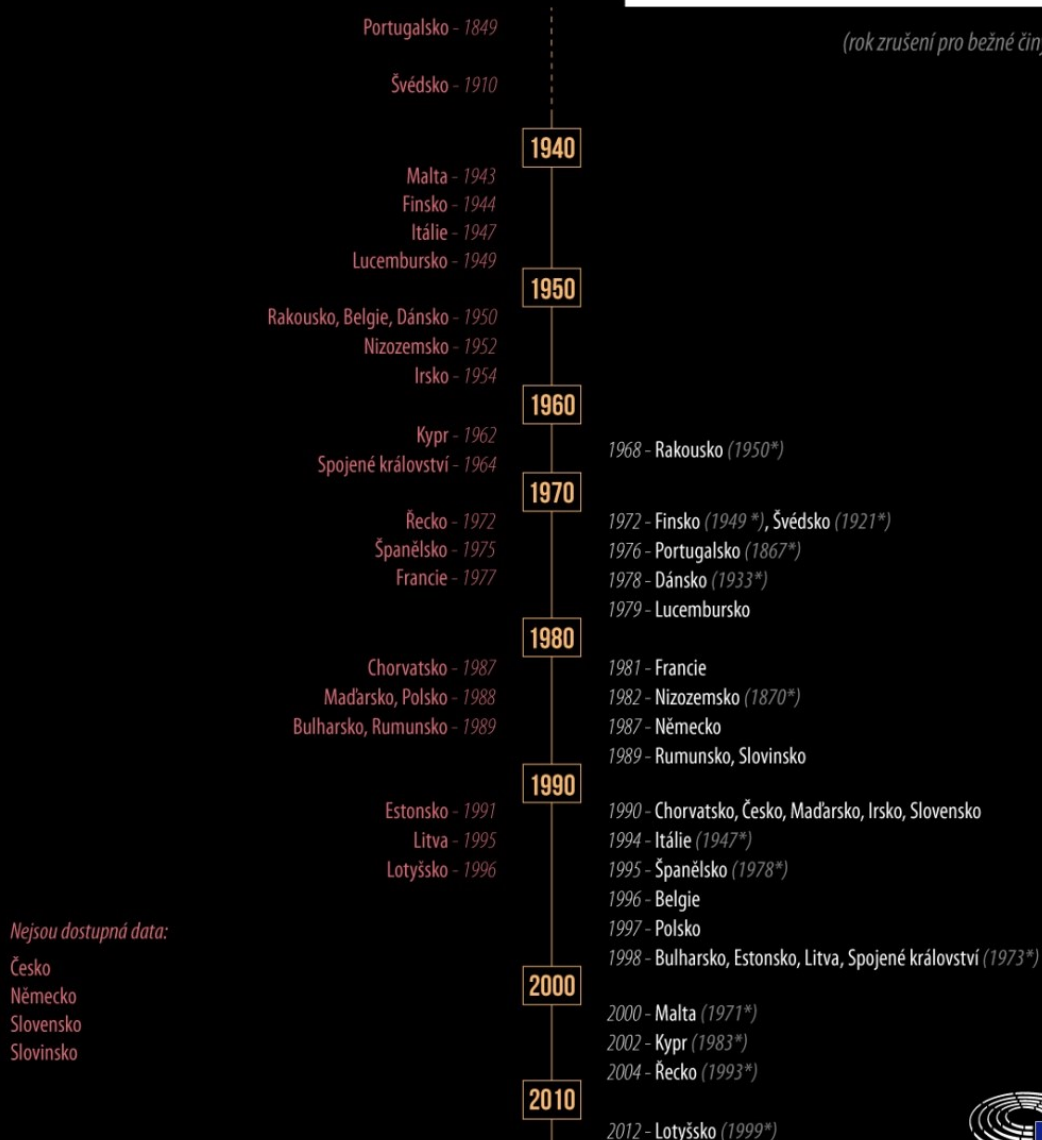 Portugalsko - 1849
(rok zrušení pro bežné činy
Švédsko - 1910
1940
Malta - 1943
Finsko - 1944
Itálie - 1947
Lucembursko - 1949
1950
Rakousko, Belgie, Dánsko - 1950
Nizozemsko - 1952
Irsko - 1954
1960
Kypr - 1962
1968 - Rakousko (1950*)
Spojené království - 1964
1970
Řecko - 1972
1972 - Finsko (1949 *), Švédsko (1921*)
Španělsko - 1975
1976 - Portugalsko (1867*)
Francie - 1977
1978 - Dánsko (1933*)
1979 - Lucembursko
1980
Chorvatsko - 1987
1981 - Francie
Maďarsko, Polsko - 1988
1982 - Nizozemsko (1870*)
Bulharsko, Rumunsko - 1989
1987 - Německo
1989 - Rumunsko, Slovinsko
1990
Estonsko - 1991
1990 - Chorvatsko, Česko, Maďarsko, Irsko, Slovensko
Litva - 1995
1994 - Itálie (1947*)
Lotyšsko - 1996
1995 - Španělsko (1978*)
1996 - Belgie
1997 - Polsko
1998 - Bulharsko, Estonsko, Litva, Spojené království (1973*)
Nejsou dostupná data:
Česko
Německo
Slovensko
Slovinsko
2000
2000 - Malta (1971*)
2002 - Kypr (1983*)
2004 - Řecko (1993*)
2010
2012 - Lotyšsko (1999*)